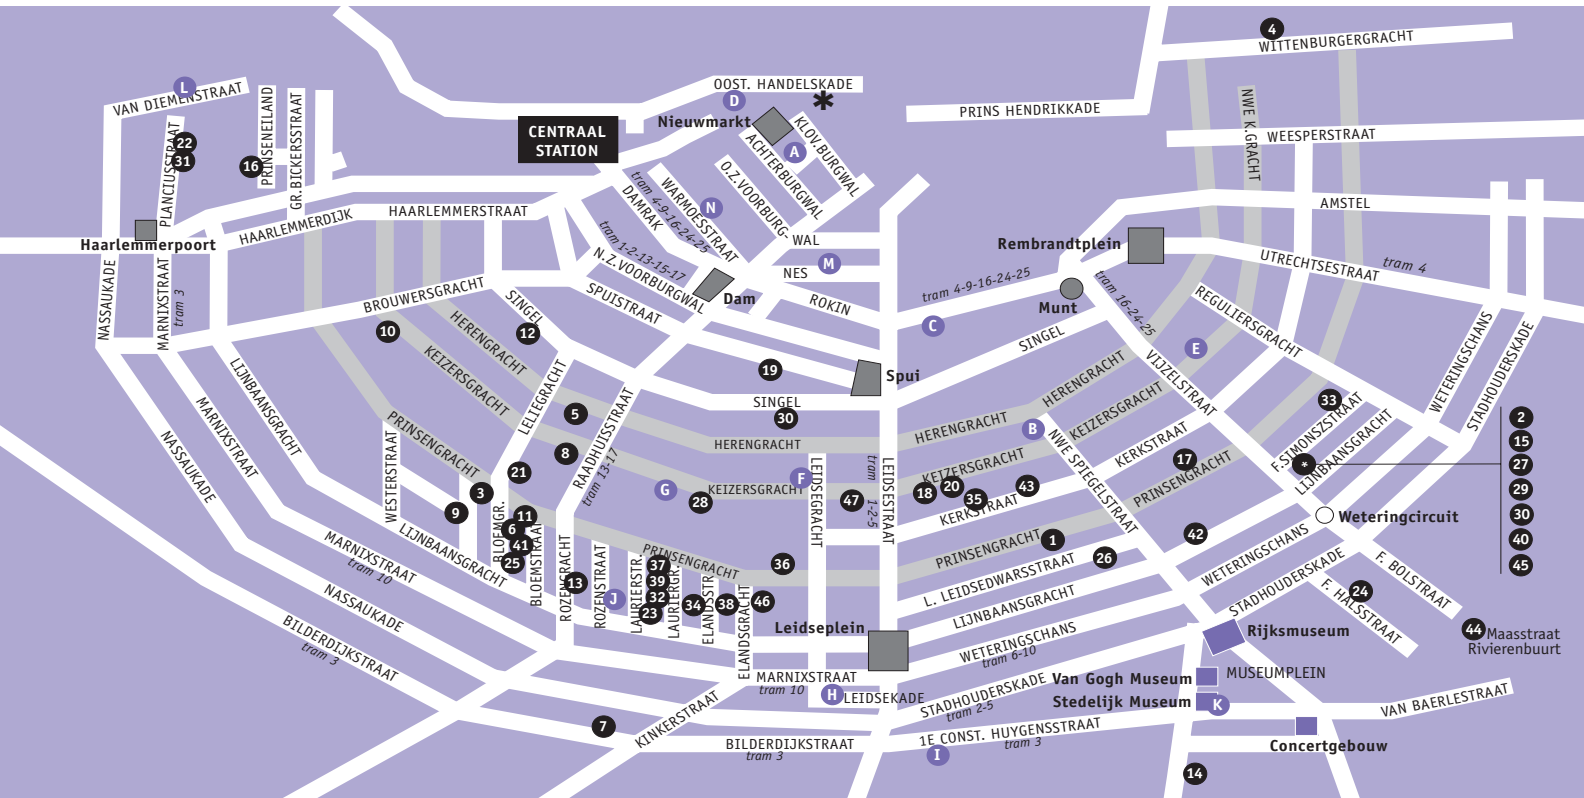 4
WITTENBURGERGRACHT
L
VAN DIEMENSTRAAT
OOST. HANDELSKADE
D
*
PRINS HENDRIKKADE
NWE K.GRACHT
WEESPERSTRAAT
PRINSENEILAND
GR.BICKERSSTRAAT
PLANCIUSSTRAAT
22
31
16
CENTRAAL
STATION
Nieuwmarkt
KLOV.BURGWAL
A
ACHTERBURGWAL
O.Z.VOORBURG-
WAL
WARMOESSTRAAT
N
tram 4-9-16-24-25
DAMRAK
HAARLEMMERSTRAAT
HAARLEMMERDIJK
Haarlemmerpoort
AMSTEL
Rembrandtplein
UTRECHTSESTRAAT
tram 4
tram 1-2-13-15-17
N.Z.VOORBURGWAL
SPUISTRAAT
Dam
NES
M
ROKIN
tram 4-9-16-24-25
C
Munt
tram 16-24-25
REGULIERSGRACHT
E
NASSAUKADE
MARNIXSTRAAT
tram 3
BROUWERSGRACHT
10
SINGEL
12
HERENGRACHT
KEIZERSGRACHT
PRINSENGRACHT
LIJNBAANSGRACHT
MARNIXSTRAAT
NASSAUKADE
LELIEGRACHT
5
8
RAADHUISSTRAAT
tram 13-17
19
Spui
SINGEL
30
SINGEL
HERENGRACHT
HERENGRACHT
HERENGRACHT
VIJZELSTRAAT
WETERINGSCHANS
STADHOUDERSKADE
33
F.SIMONSZSTRAAT
*
LIJNBAANSGRACHT
2
15
27
29
30
40
45
WESTERSTRAAT
21
3
9
BLOEMGR.
11
6
41
25
BLOEMSTRAAT
LIJNBAANSGRACHT
ROZENGRACHT
13
ROZENSTRAAT
J
LAURIERSTR.
37
39
32
23
LAURIERGR.
34
ELANDSSTR.
38
ELANDSGRACHT
46
PRINSENGRACHT
36
G
28
KEIZERSGRACHT
F
LEIDSEGRACHT
47
tram 1-2-5
LEIDSESTRAAT
KEIZERSGRACHT
KEIZERSGRACHT
B
NWE SPIEGELSTRAAT
18
20
35
43
KERKSTRAAT
KERKSTRAAT
17
PRINSENGRACHT
PRINSENGRACHT
1
26
42
Weteringcircuit
L. LEIDSEDWARSSTRAAT
LIJNBAANSGRACHT
WETERINGSCHANS
WETERINGSCHANS
tram 6-10
STADHOUDERSKADE
STADHOUDERSKADE
tram 2-5
F. BOLSTRAAT
24
F. HALSSTRAAT
44
Maasstraat
Rivierenbuurt
MARNIXSTRAAT
tram 10
NASSAUKADE
BILDERDIJKSTRAAT
tram 3
Leidseplein
MARNIXSTRAAT
tram 10
H
LEIDSEKADE
Rijksmuseum
Van Gogh Museum
MUSEUMPLEIN
Stedelijk Museum
K
VAN BAERLESTRAAT
Concertgebouw
7
KINKERSTRAAT
BILDERDIJKSTRAAT
tram 3
1E CONST. HUYGENSSTRAAT
tram 3
I
14